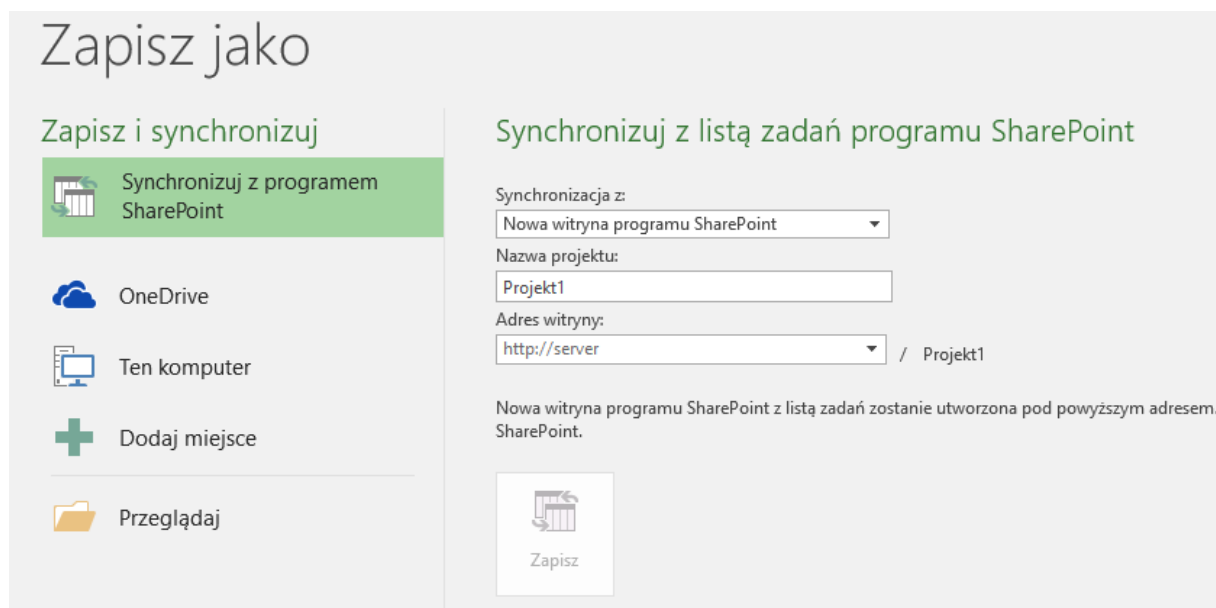 Zapisz jako
Zapisz i synchronizuj
Synchronizuj z programem
SharePoint
OneDrive
Ten komputer
Dodaj miejsce
Przeglądaj
Synchronizuj z listą zadań programu SharePoint
Synchronizacja z:
Nowa witryna programu SharePoint
Nazwa projektu:
Projekt1
Adres witryny:
http://server / Projekt1
Nowa witryna programu SharePoint z listą zadań zostanie utworzona pod powyższym adresem.
SharePoint.
Zapisz